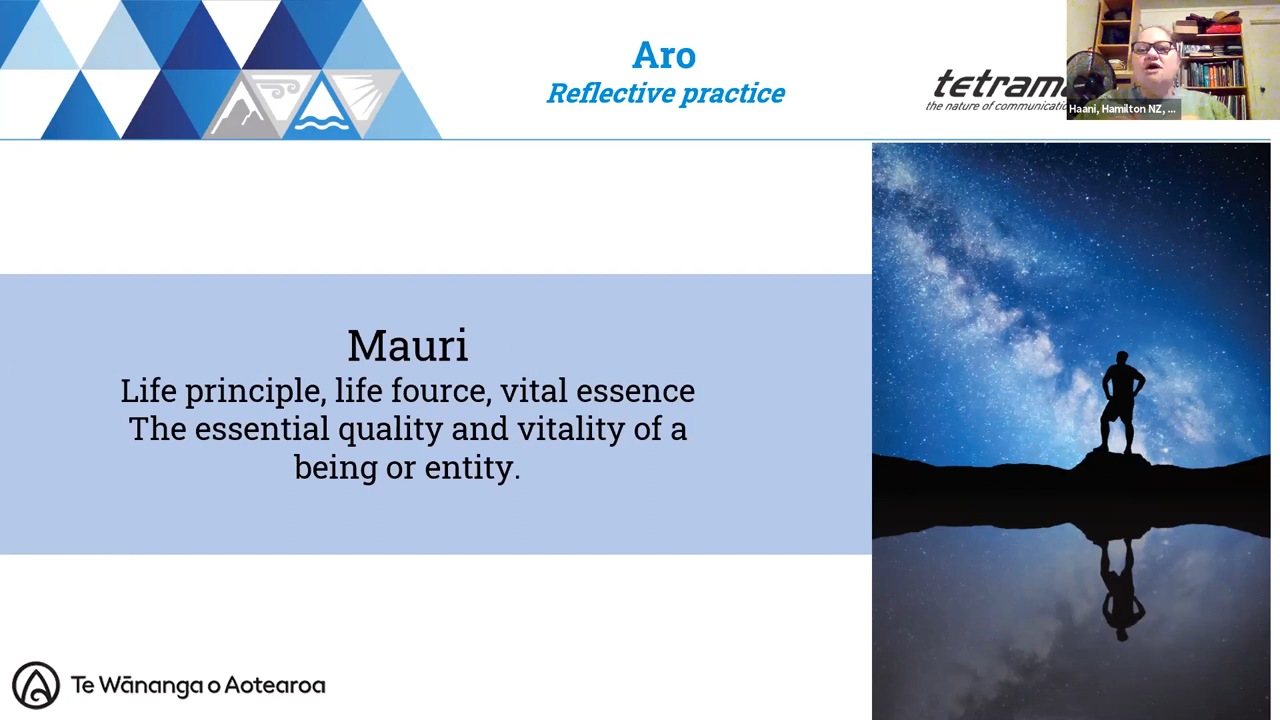 Aro
Reflective practice
tetrama
the nature of communicatio
Haani, Hamilton NZ, ...
Mauri
Life principle, life fource, vital essence
The essential quality and vitality of a
being or entity.
Te Wānanga o Aotearoa